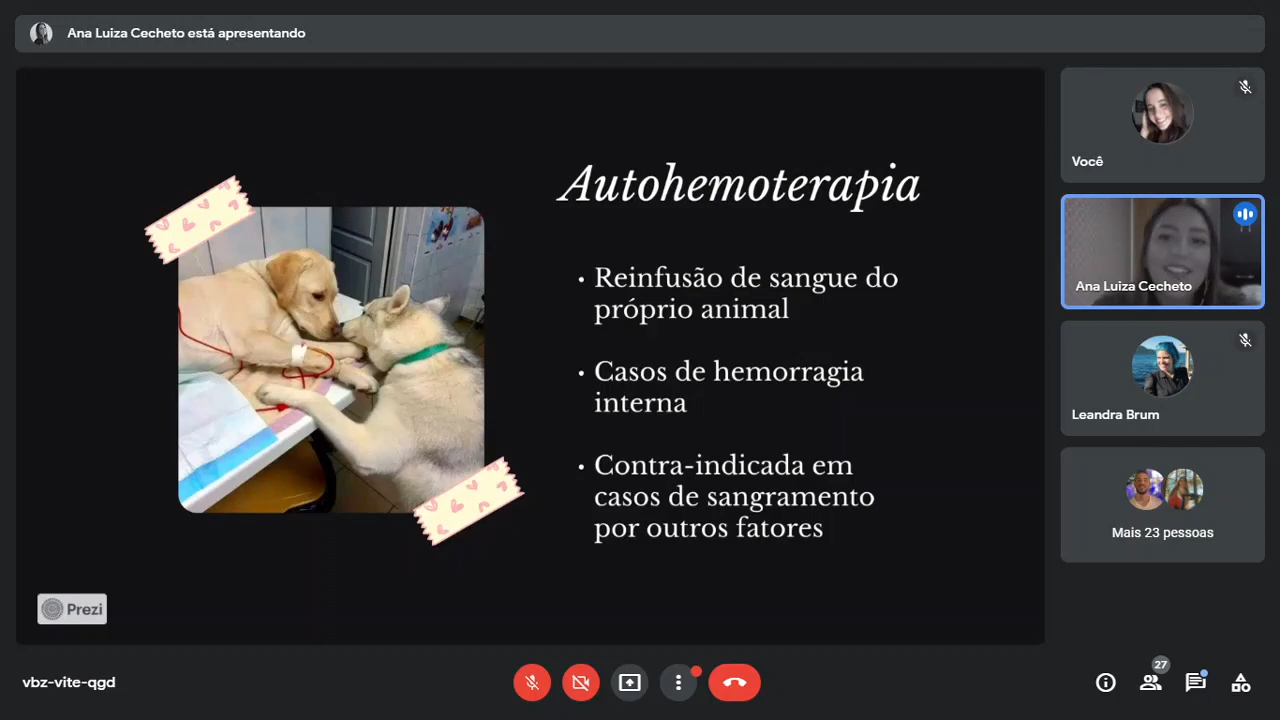 Ana Luiza Cecheto está apresentando
Autohemoterapia
• Reinfusão de sangue do
próprio animal
• Casos de hemorragia
interna
• Contra-indicada em
casos de sangramento
por outros fatores
Prezi
Você
Ana Luiza Cecheto
Leandra Brum
Mais 23 pessoas
vbz-vite-qgd
27